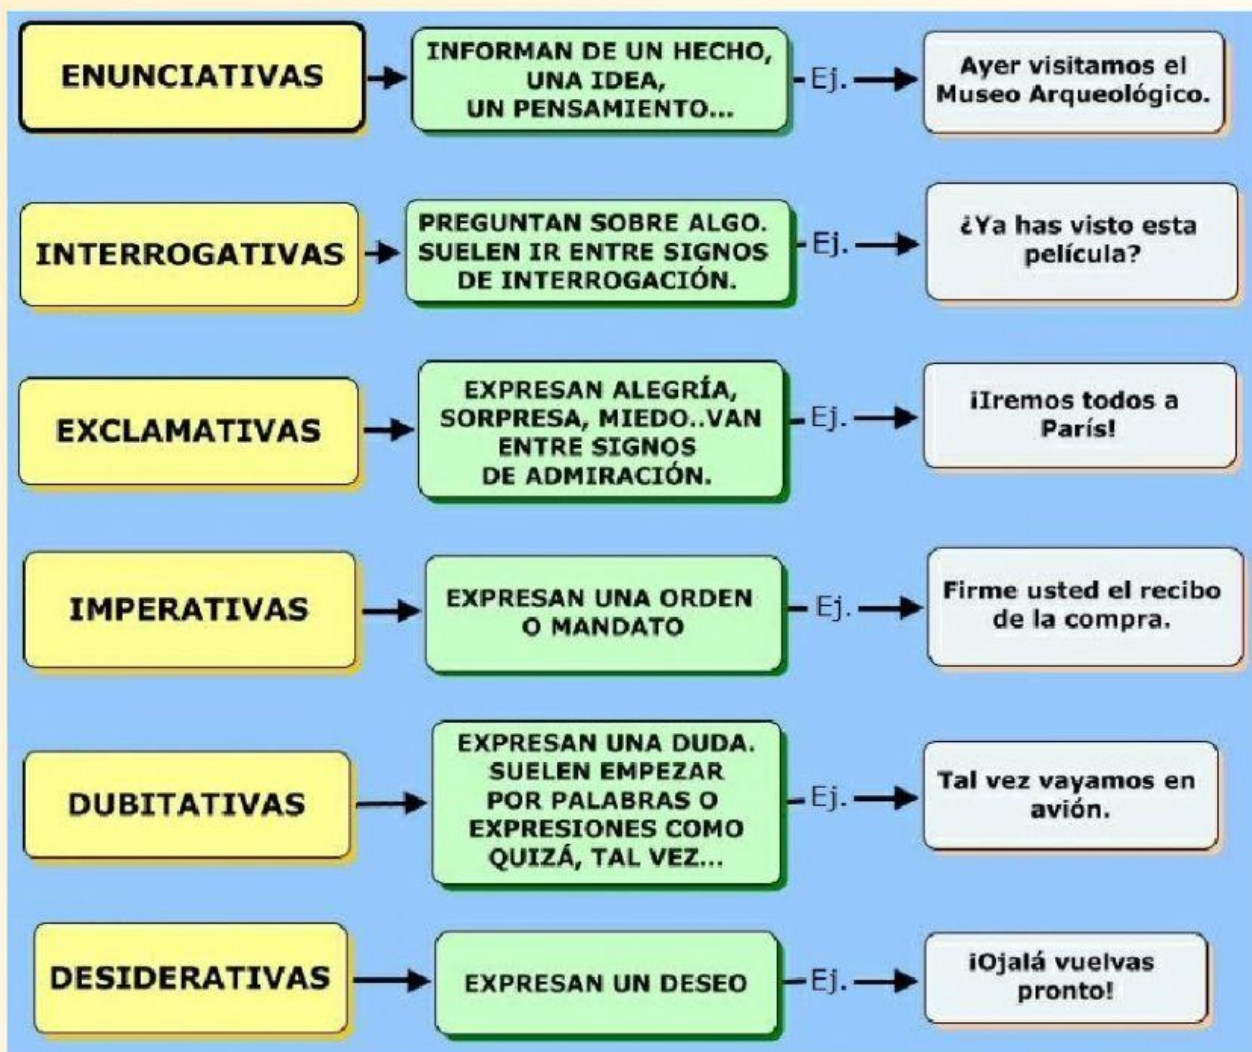 ENUNCIATIVAS
INFORMAN DE UN HECHO,
UNA IDEA,
UN PENSAMIENTO...
Ej.
Ayer visitamos el
Museo Arqueológico.
INTERROGATIVAS
PREGUNTAN SOBRE ALGO.
SUELEN IR ENTRE SIGNOS
DE INTERROGACIÓN.
Ej.
¿Ya has visto esta
película?
EXCLAMATIVAS
EXPRESAN ALEGRÍA,
SORPRESA, MIEDO..VAN
ENTRE SIGNOS
DE ADMIRACIÓN.
Ej.
¡Iremos todos a
París!
IMPERATIVAS
EXPRESAN UNA ORDEN
O MANDATO
Ej.
Firme usted el recibo
de la compra.
DUBITATIVAS
EXPRESAN UNA DUDA.
SUELEN EMPEZAR
POR PALABRAS O
EXPRESIONES COMO
QUIZÁ, TAL VEZ...
Ej.
Tal vez vayamos en
avión.
DESIDERATIVAS
EXPRESAN UN DESEO
Ej.
¡Ojalá vuelvas
pronto!